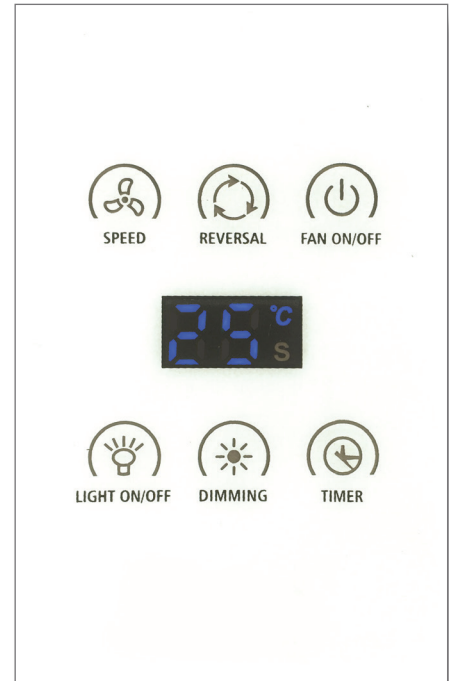 SPEED REVERSAL FAN ON/OFF
25 °C
S
LIGHT ON/OFF DIMMING TIMER